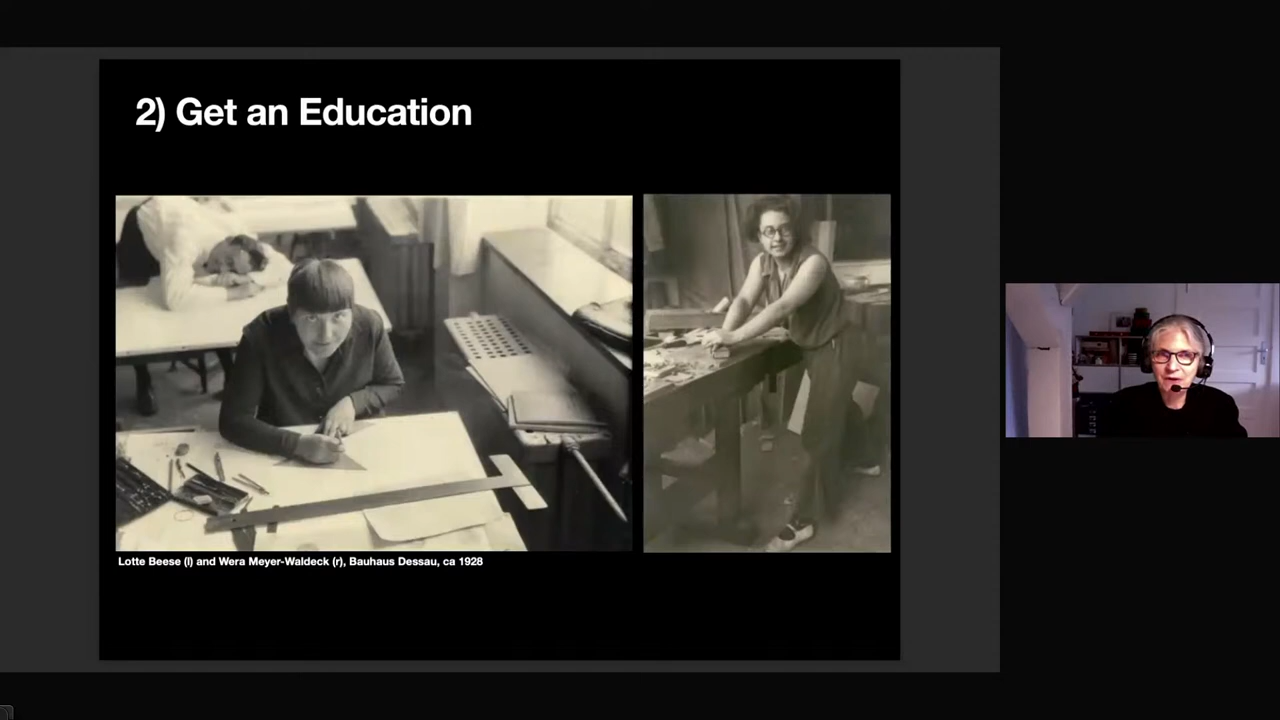 2) Get an Education
Lotte Beese (l) and Wera Meyer-Waldeck (r), Bauhaus Dessau, ca 1928